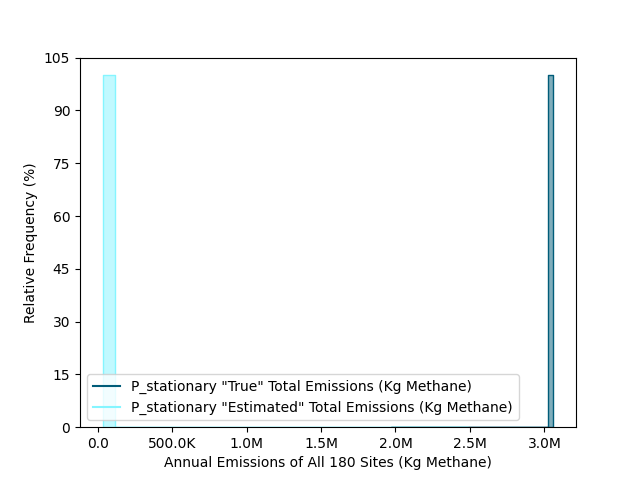 105
90
75
60
45
30
15
0
Relative Frequency (%)
P_stationary "True" Total Emissions (Kg Methane)
P_stationary "Estimated" Total Emissions (Kg Methane)
0.0 500.0K 1.0M 1.5M 2.0M 2.5M 3.0M
Annual Emissions of All 180 Sites (Kg Methane)